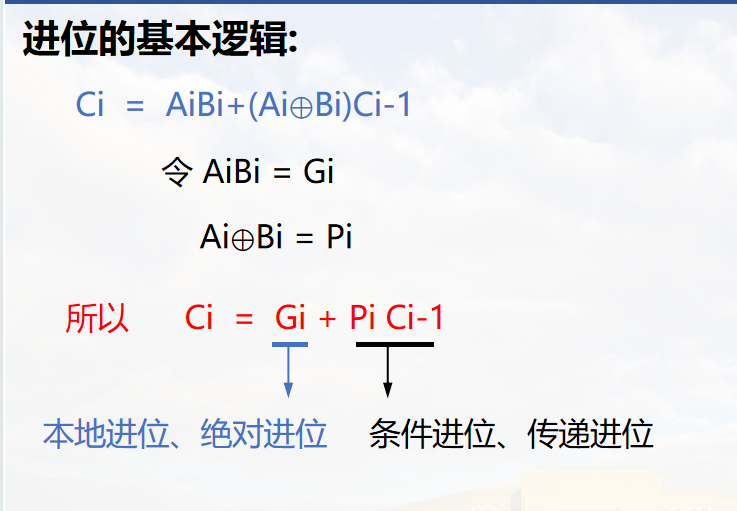 进位的基本逻辑:
Ci = AiBi+(Ai⊕Bi)Ci-1
令 AiBi = Gi
Ai⊕Bi = Pi
所以 Ci = Gi + Pi Ci-1
本地进位、绝对进位 条件进位、传递进位